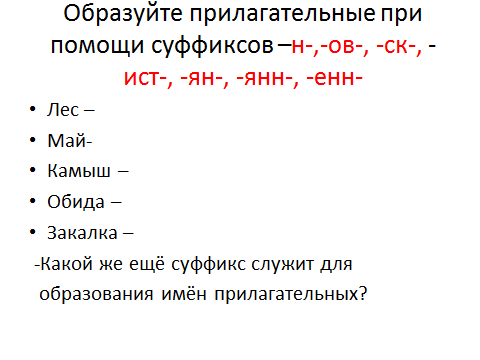 Образуйте прилагательные при
помощи суффиксов –н-,-ов-, -ск-, -
ист-, -ян-, -янн-, -енн-
• Лес –
• Май-
• Камыш –
• Обида –
• Закалка –
-Какой же ещё суффикс служит для
образования имён прилагательных?